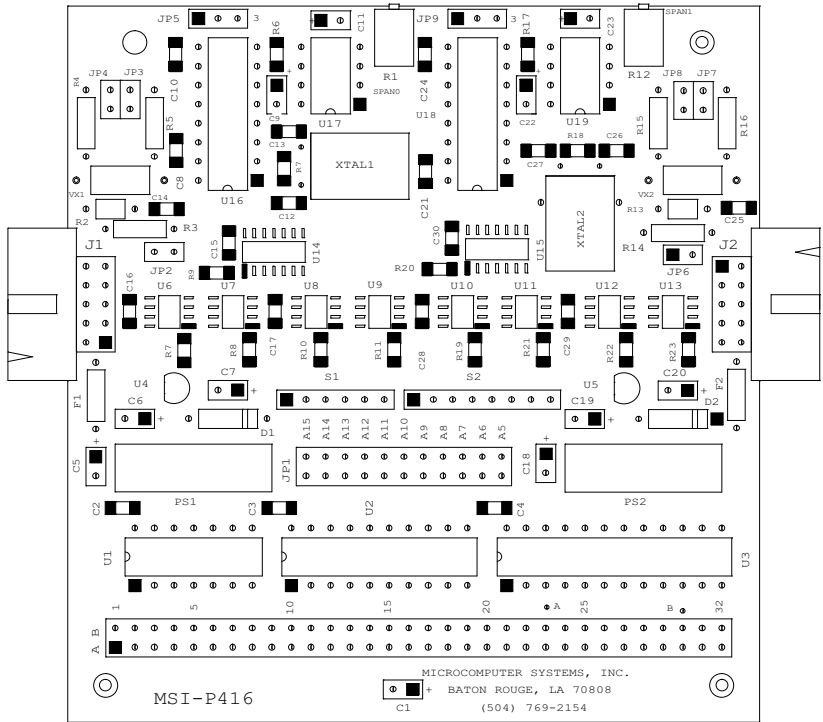 JP5 3 R6 + C11 JP9 3 R17 + C23 SPAN1
R4 JP4 JP3 C10 R1 C24 R12 JP8 JP7
SPAN0
+ +
C9 U17 U18 C22 U19
R5 C13 R18 R15 R16
C8 R7 XTAL1 C27 C26
VX1 C21 VX2
U16 XTAL2
C14 C12 R13 C25
R2 R3 C15 U14 C30 U15 R14
J1 JP2 R9 R20 JP6 J2
C16 U6 U7 U8 U9 U10 U11 U12 U13
R7 R8 C17 R10 R11 C28 R19 R21 C29 R22 R23
F1 U4 C7 + S1 S2 U5 C20 + F2
C6 + D1 C19 + D2
A15 A14 A13 A12 A11 A10 A9 A8 A7 A6 A5
+ C5 JP1 C18 +
PS1 PS2
C2 C3 U2 C4
U1 U3
1 5 10 15 20 A 25 B 32
A B
MSI-P416
C1 +
MICROCOMPUTER SYSTEMS, INC.
BATON ROUGE, LA 70808
(504) 769-2154